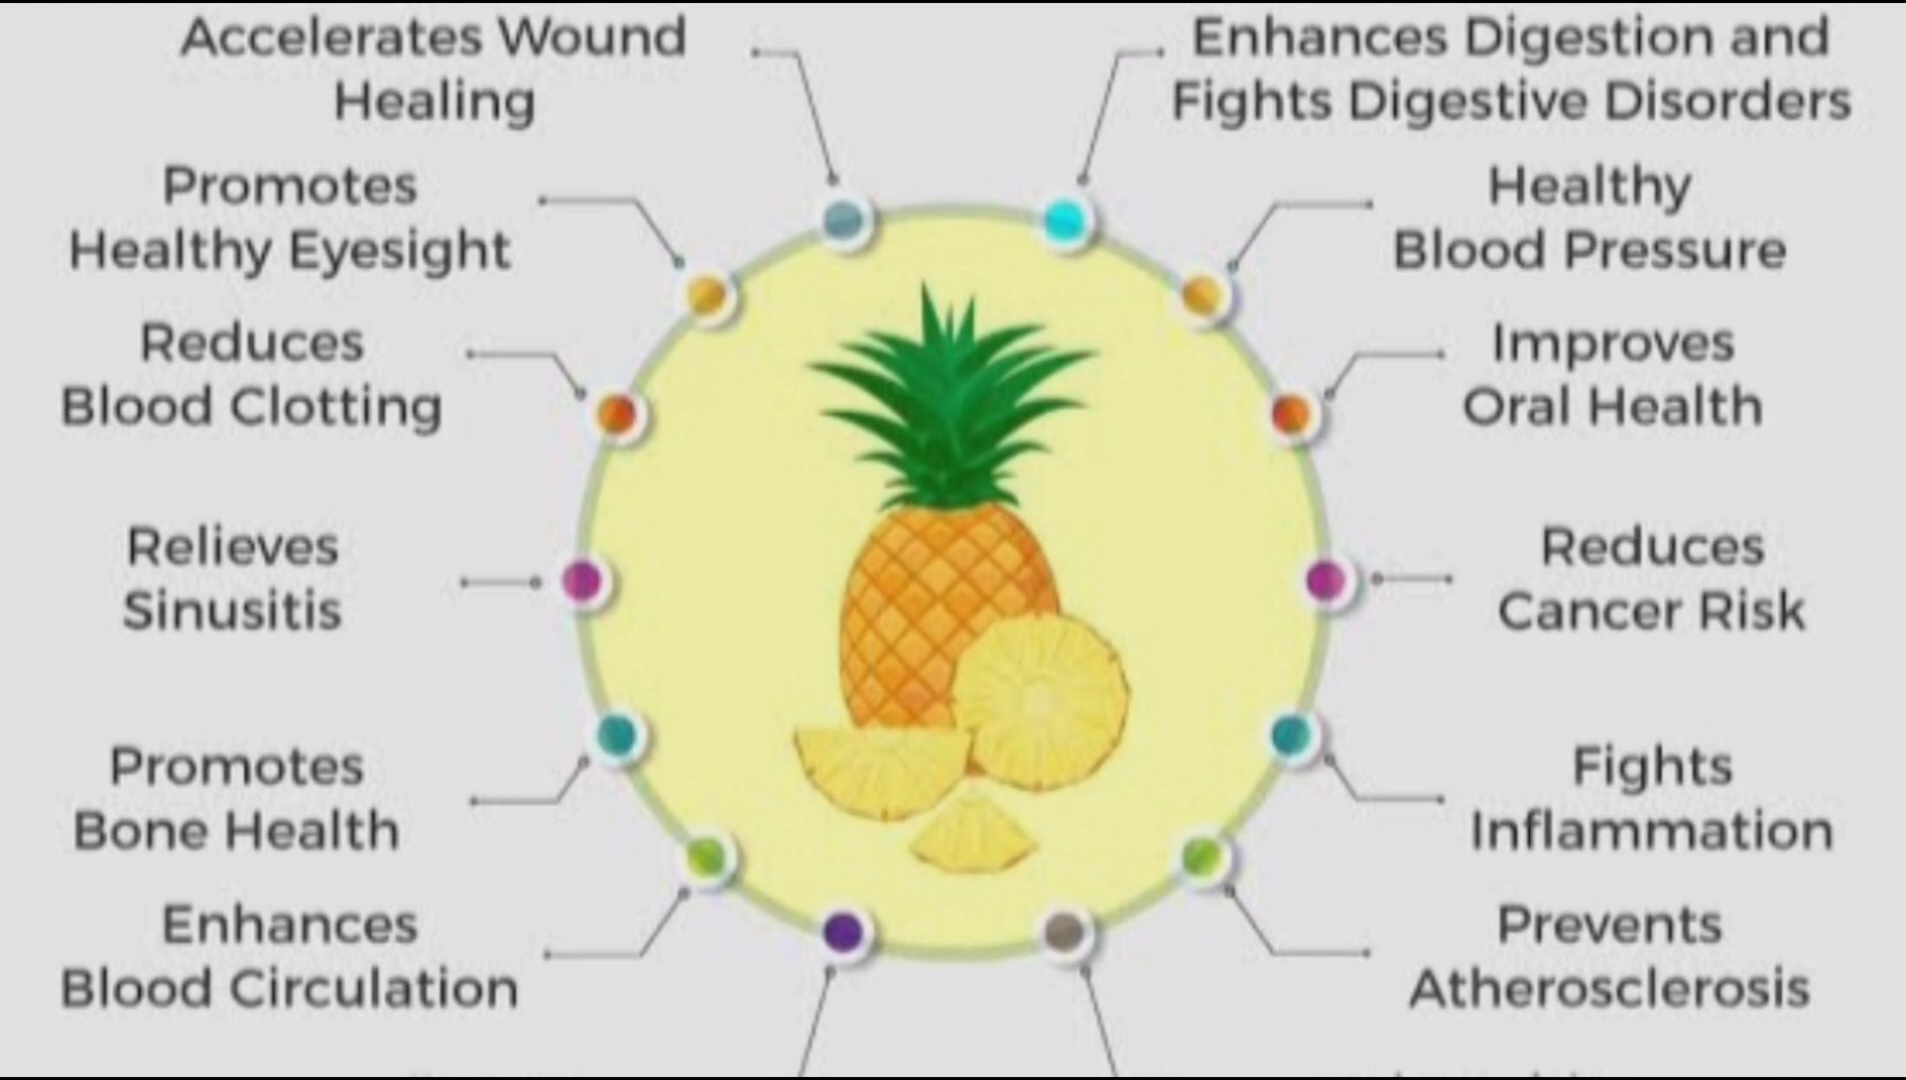 Accelerates Wound
Healing
Enhances Digestion and
Fights Digestive Disorders
Promotes
Healthy Eyesight
Healthy
Blood Pressure
Reduces
Blood Clotting
Improves
Oral Health
Relieves
Sinusitis
Reduces
Cancer Risk
Promotes
Bone Health
Fights
Inflammation
Enhances
Blood Circulation
Prevents
Atherosclerosis